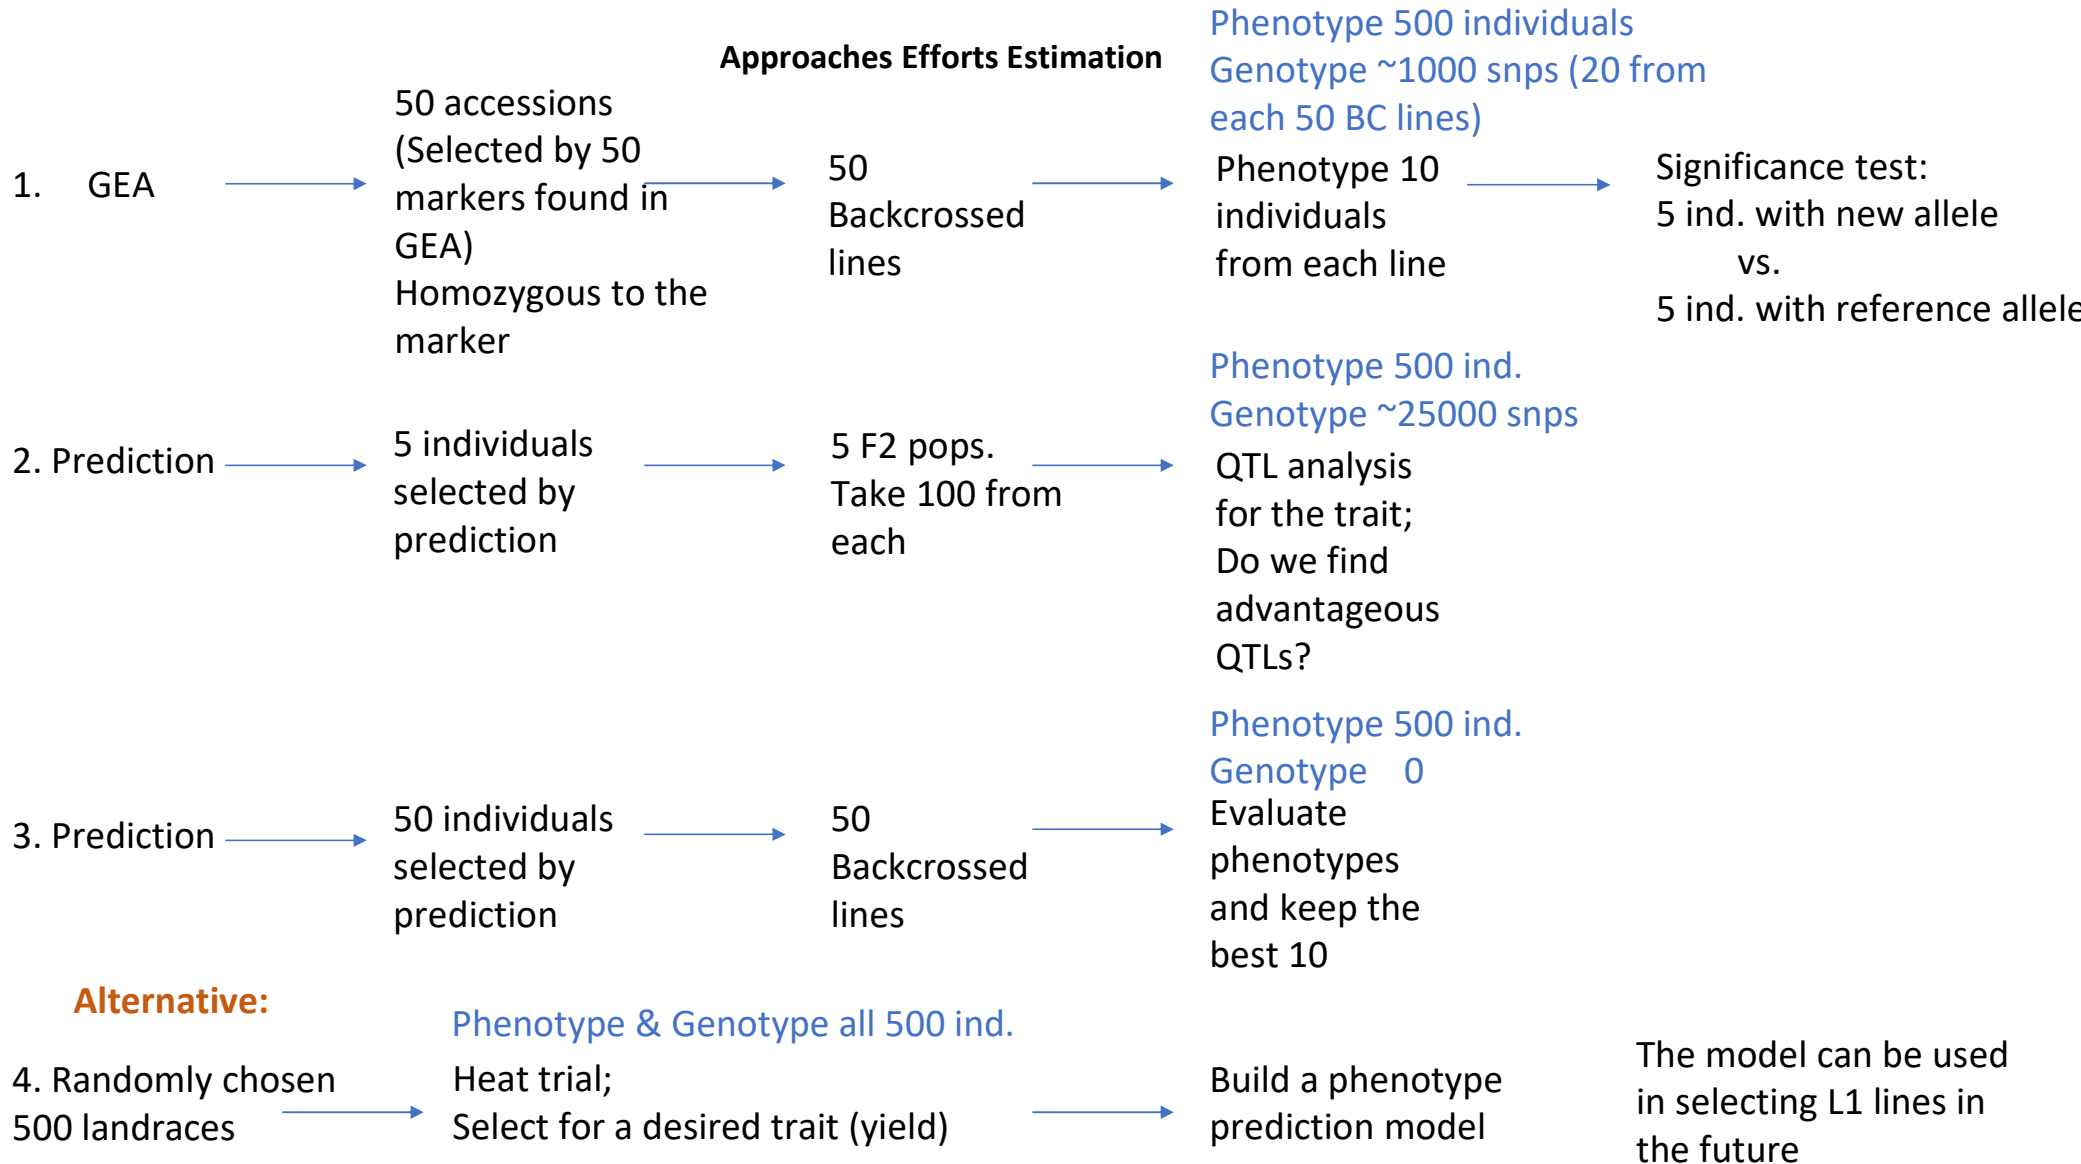 Approaches Efforts Estimation
1. GEA
50 accessions
(Selected by 50
markers found in
GEA)
Homozygous to the
marker
50
Backcrossed
lines
Phenotype 500 individuals
Genotype ~1000 snps (20 from
each 50 BC lines)
Phenotype 10
individuals
from each line
Significance test:
5 ind. with new allele
vs.
5 ind. with reference allele
2. Prediction
5 individuals
selected by
prediction
5 F2 pops.
Take 100 from
each
Phenotype 500 ind.
Genotype ~25000 snps
QTL analysis
for the trait;
Do we find
advantageous
QTLs?
3. Prediction
50 individuals
selected by
prediction
50
Backcrossed
lines
Phenotype 500 ind.
Genotype 0
Evaluate
phenotypes
and keep the
best 10
Alternative:
4. Randomly chosen
500 landraces
Phenotype & Genotype all 500 ind.
Heat trial;
Select for a desired trait (yield)
Build a phenotype
prediction model
The model can be used
in selecting L1 lines in
the future